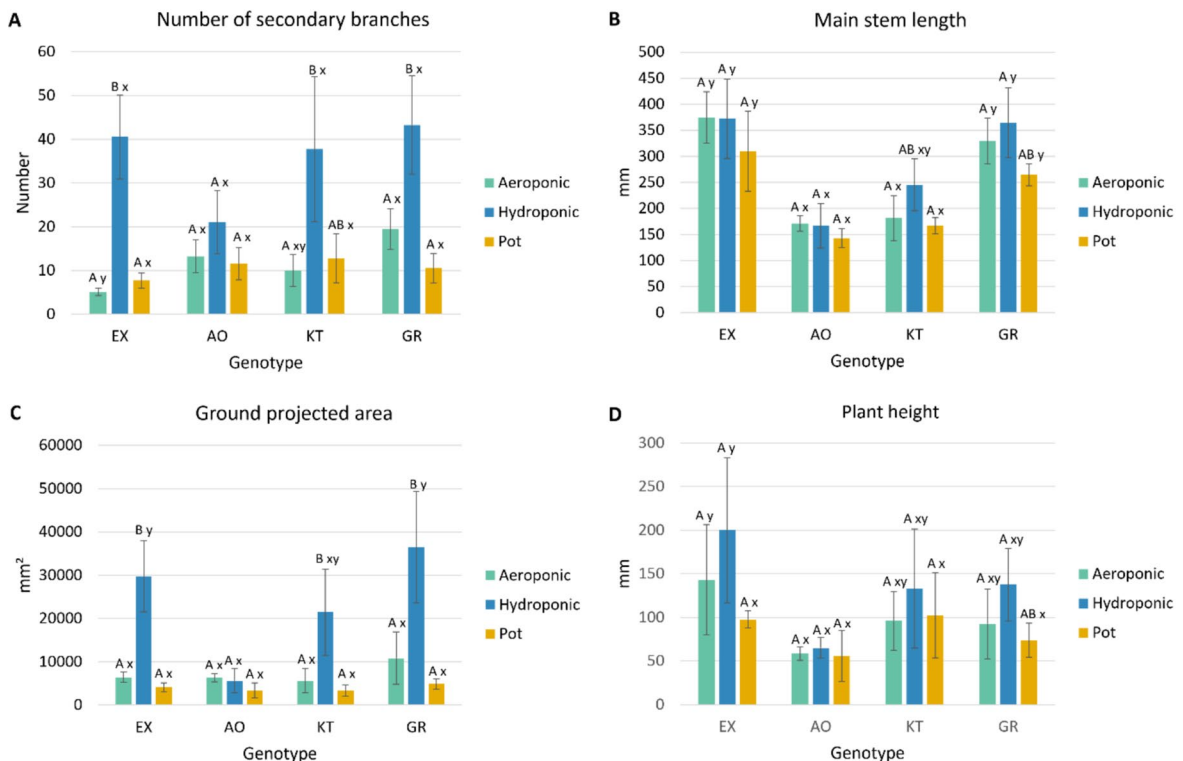 A
Number of secondary branches
60
50
40
30
20
10
0
Number
A y
B x
A x
A x
A x
A x
A xy
B x
AB x
A x
B x
A x
EX
AO
KT
GR
Genotype
Aeroponic
Hydroponic
Pot
B
Main stem length
500
450
400
350
300
250
200
150
100
50
0
mm
A y
A y
A y
A x
A x
A x
A x
AB xy
A x
A y
A y
AB y
EX
AO
KT
GR
Genotype
Aeroponic
Hydroponic
Pot
C
Ground projected area
60000
50000
40000
30000
20000
10000
0
mm²
A x
B y
A x
A x
A x
A x
A x
B xy
A x
A x
B y
A x
EX
AO
KT
GR
Genotype
Aeroponic
Hydroponic
Pot
D
Plant height
300
250
200
150
100
50
0
mm
A y
A y
A x
A x
A x
A x
A xy
A xy
A x
A xy
A xy
AB x
EX
AO
KT
GR
Genotype
Aeroponic
Hydroponic
Pot